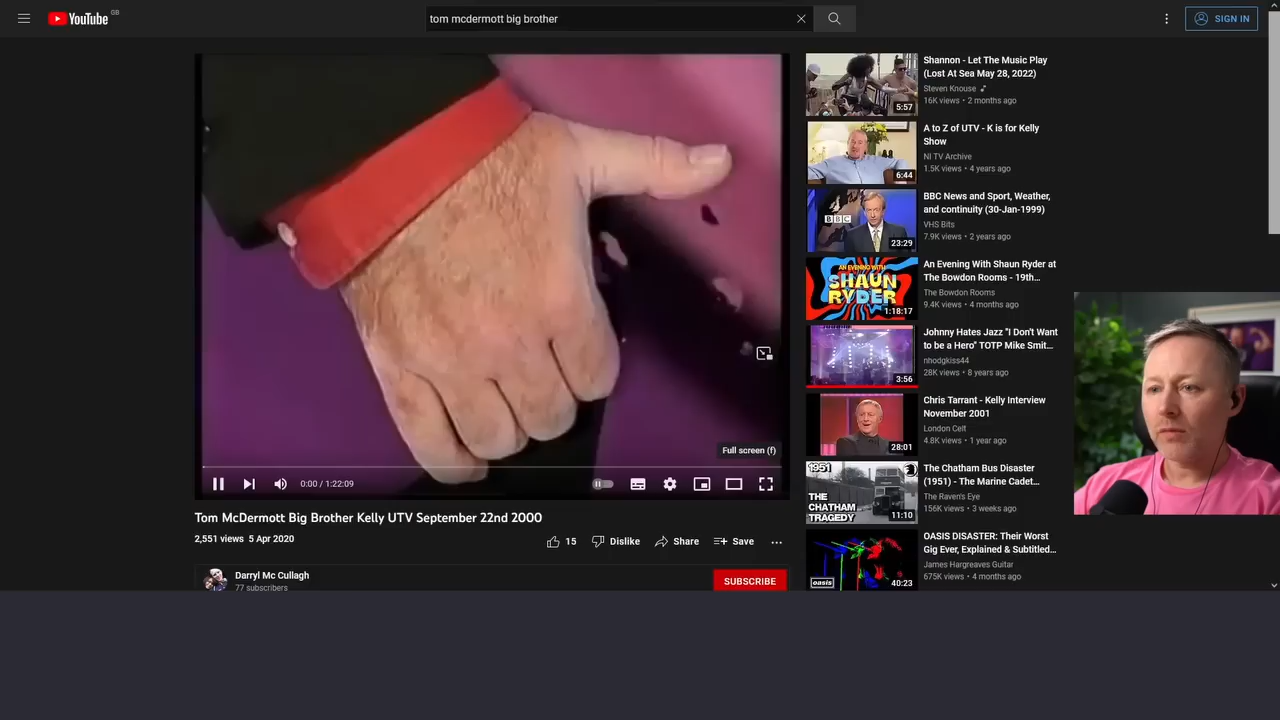 YouTube GB
tom mcdermott big brother
SIGN IN
Full screen (f)
0:00 / 1:22:09
Tom McDermott Big Brother Kelly UTV September 22nd 2000
2,551 views 5 Apr 2020
15 Dislike Share Save
Darryl Mc Cullagh
77 subscribers
SUBSCRIBE
5:57
Shannon - Let The Music Play
(Lost At Sea May 28, 2022)
Steven Knouse
16K views • 2 months ago
6:44
A to Z of UTV - K is for Kelly
Show
NI TV Archive
1.5K views • 4 years ago
BBC
23:29
BBC News and Sport, Weather,
and continuity (30-Jan-1999)
VHS Bits
7.9K views • 2 years ago
AN EVENING WITH
SHAUN
RYDER
1:18:17
An Evening With Shaun Ryder at
The Bowdon Rooms - 19th...
The Bowdon Rooms
9.4K views • 4 months ago
3:56
Johnny Hates Jazz "I Don't Want
to be a Hero" TOTP Mike Smit...
nhodgkiss44
28K views • 8 years ago
28:01
Chris Tarrant - Kelly Interview
November 2001
London Celt
4.8K views • 1 year ago
1951
THE
CHATHAM
TRAGEDY
11:10
The Chatham Bus Disaster
(1951) - The Marine Cadet...
The Raven's Eye
156K views • 3 weeks ago
oasis
40:23
OASIS DISASTER: Their Worst
Gig Ever, Explained & Subtitled...
James Hargreaves Guitar
675K views • 4 months ago